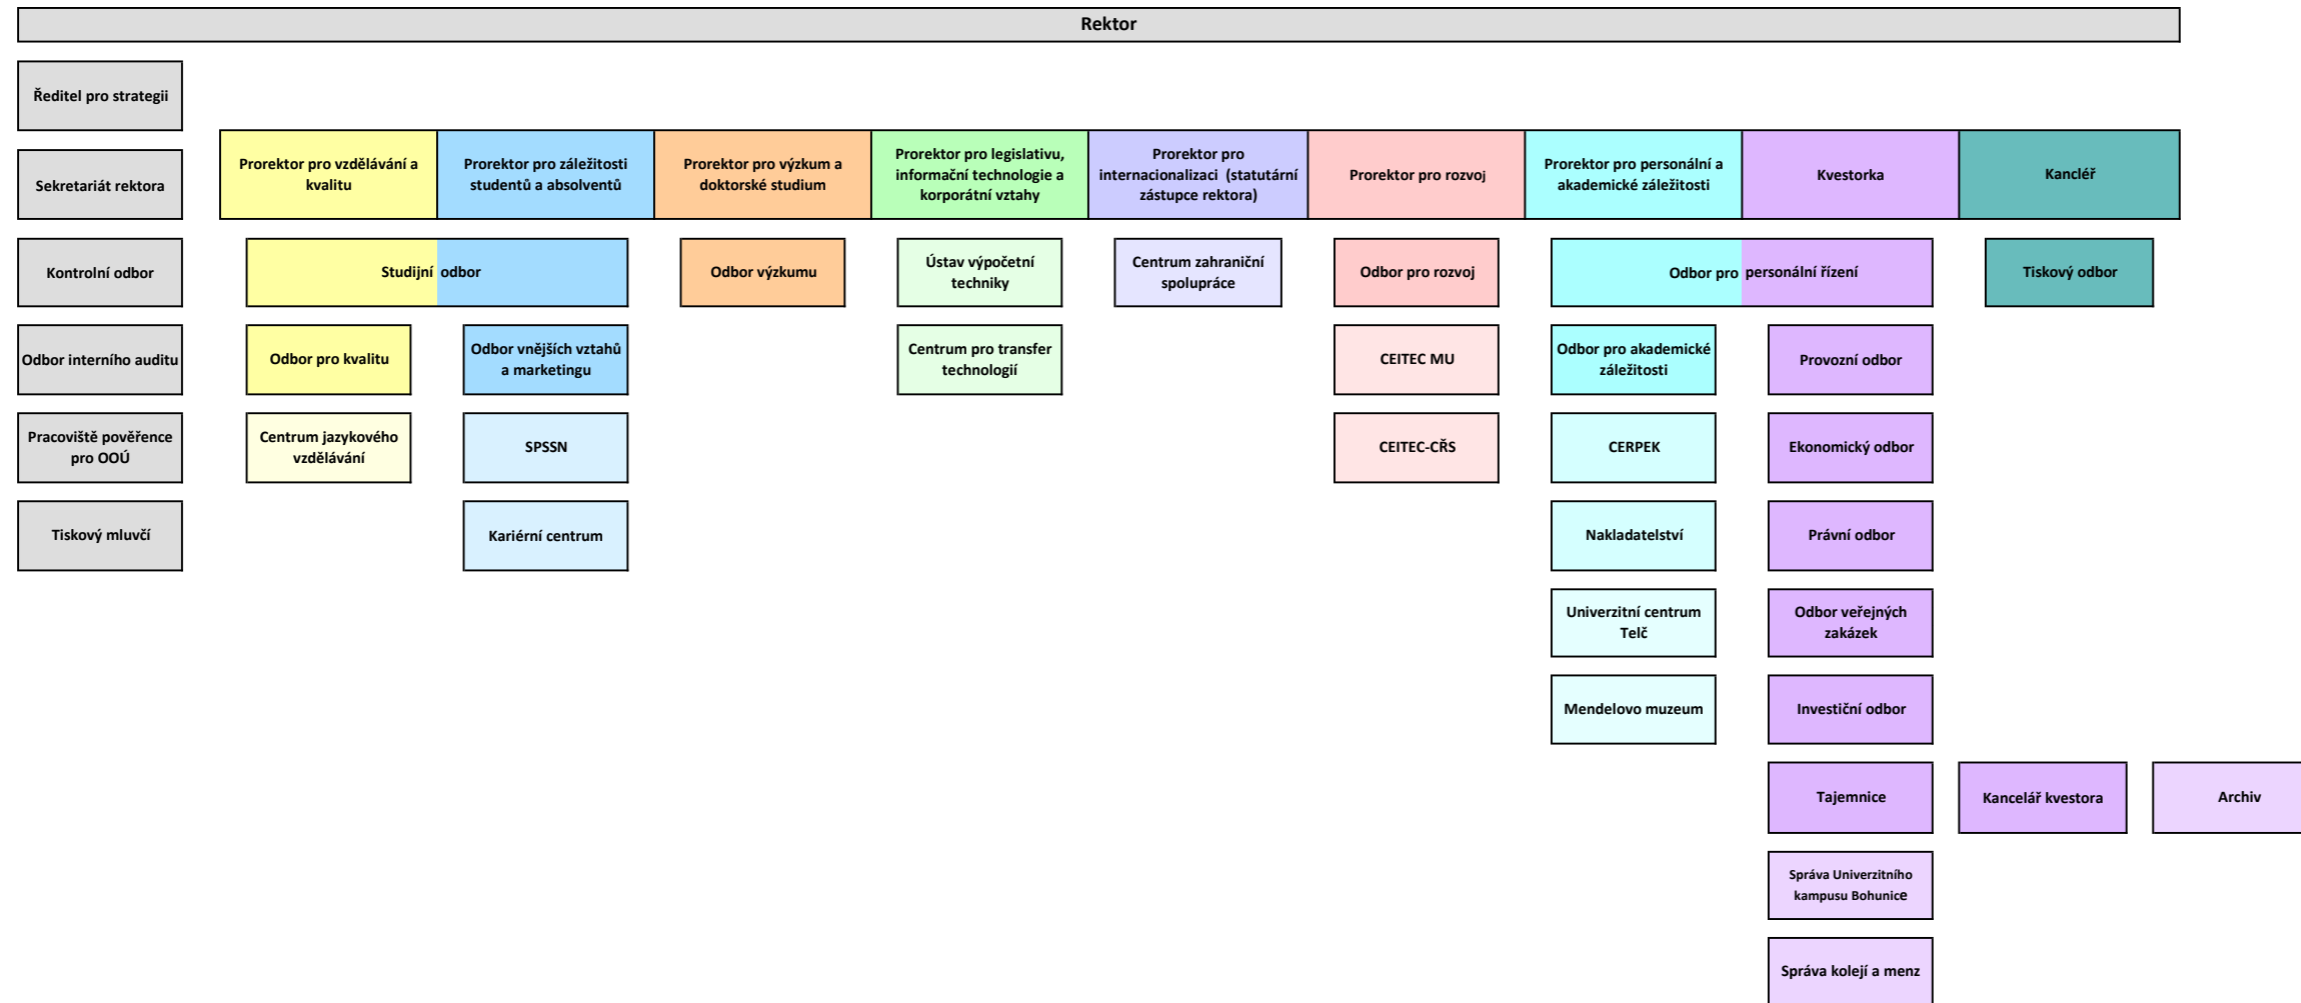 Rektor
Ředitel pro strategii
Sekretariát rektora
Prorektor pro vzdělávání a
kvalitu
Prorektor pro záležitosti
studentů a absolventů
Prorektor pro výzkum a
doktorské studium
Prorektor pro legislativu,
informační technologie a
korporátní vztahy
Prorektor pro
internacionalizaci (statutární
zástupce rektora)
Prorektor pro rozvoj
Prorektor pro personální a
akademické záležitosti
Kvestorka
Kancléř
Kontrolní odbor
Studijní odbor
Odbor výzkumu
Ústav výpočetní
techniky
Centrum zahraniční
spolupráce
Odbor pro rozvoj
Odbor pro personální řízení
Tiskový odbor
Odbor interního auditu
Odbor pro kvalitu
Odbor vnějších vztahů
a marketingu
Centrum pro transfer
technologií
CEITEC MU
Odbor pro akademické
záležitosti
Provozní odbor
Pracoviště pověřence
pro OOÚ
Centrum jazykového
vzdělávání
SPSSN
CEITEC-CŘS
CERPEK
Ekonomický odbor
Tiskový mluvčí
Kariérní centrum
Nakladatelství
Právní odbor
Univerzitní centrum
Telč
Odbor veřejných
zakázek
Mendelovo muzeum
Investiční odbor
Tajemnice
Kancelář kvestora
Archiv
Správa Univerzitního
kampusu Bohunice
Správa kolejí a menz